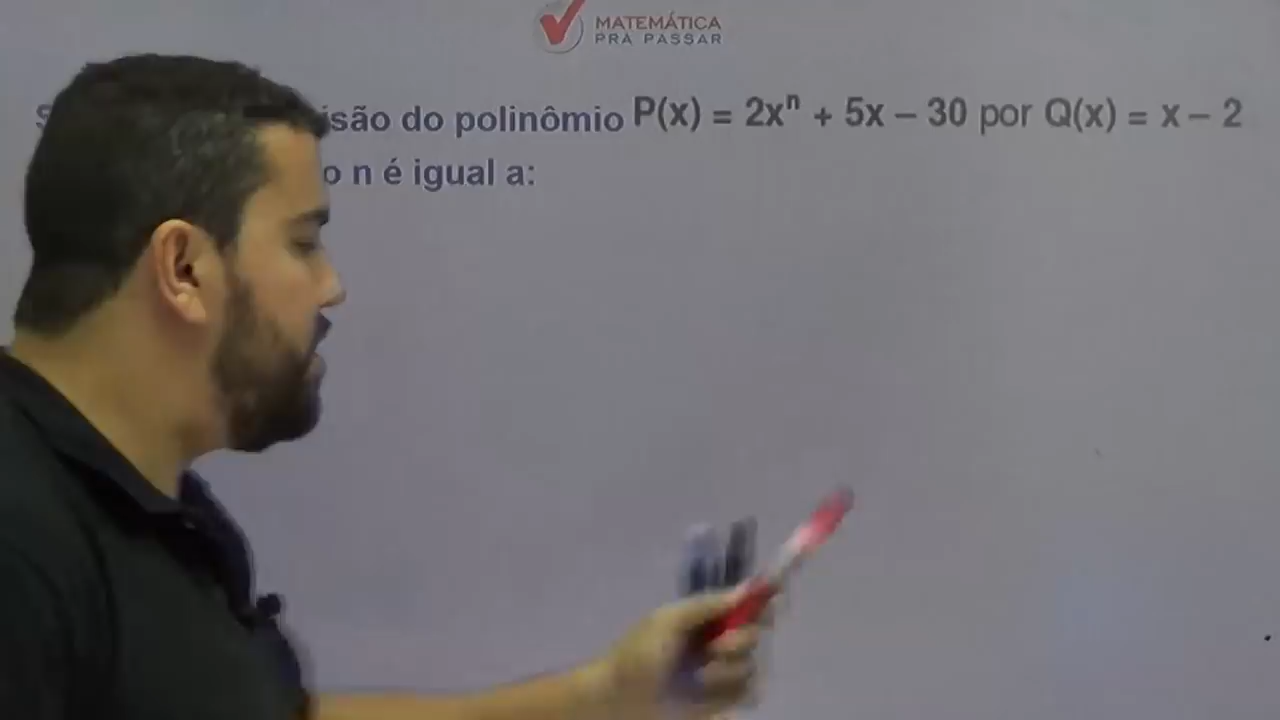 MATEMÁTICA
PRA PASSAR
isão do polinômio P(x) = 2xⁿ + 5x – 30 por Q(x) = x – 2
o n é igual a: